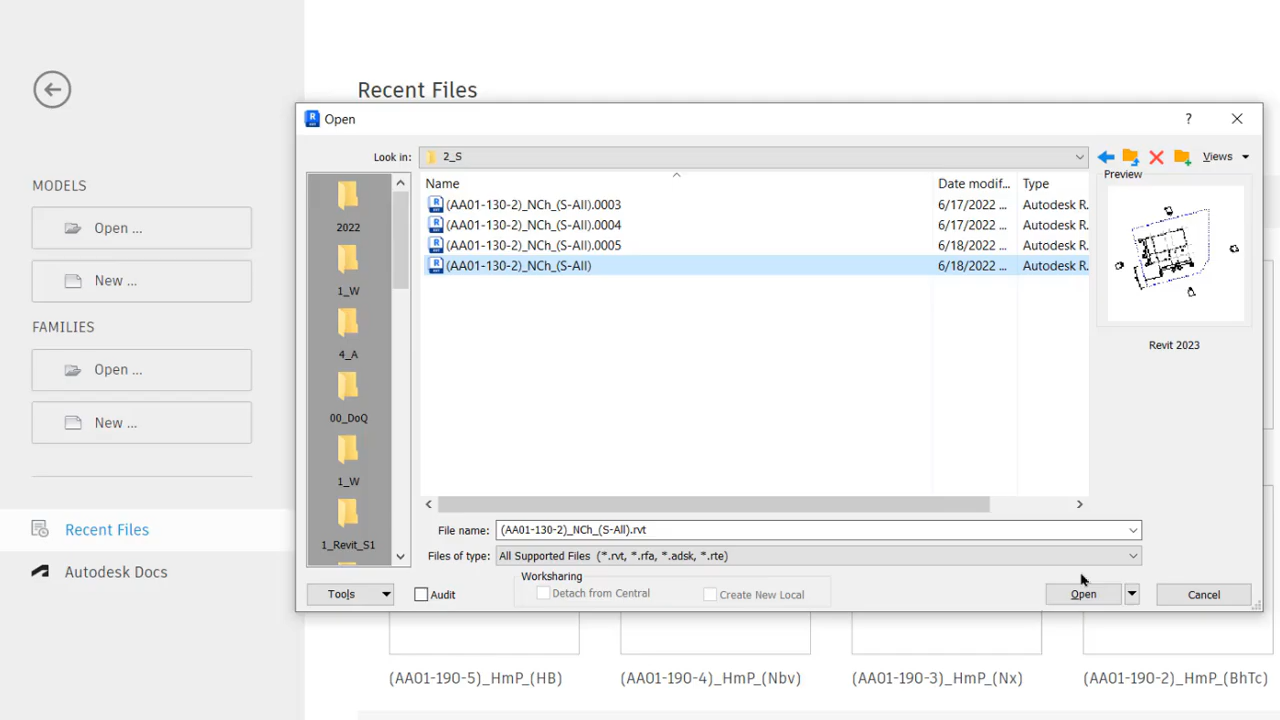 Recent Files
MODELS
Open ...
New ...
FAMILIES
Open ...
New ...
Recent Files
Autodesk Docs
R
RVT
Open
?
Look in:
2_S
Views
Name
Date modif...
Type
(AA01-130-2)_NCh_(S-All).0003
6/17/2022 ...
Autodesk R.
(AA01-130-2)_NCh_(S-All).0004
6/17/2022 ...
Autodesk R.
(AA01-130-2)_NCh_(S-All).0005
6/18/2022 ...
Autodesk R.
(AA01-130-2)_NCh_(S-All)
6/18/2022 ...
Autodesk R.
2022
1_W
4_A
00_DoQ
1_W
1_Revit_S1
Preview
Revit 2023
File name:
(AA01-130-2)_NCh_(S-All).rvt
Files of type:
All Supported Files (*.rvt, *.rfa, *.adsk, *.rte)
Tools
Audit
Worksharing
Detach from Central
Create New Local
Open
Cancel
(AA01-190-5)_HmP_(HB)
(AA01-190-4)_HmP_(Nbv)
(AA01-190-3)_HmP_(Nx)
(AA01-190-2)_HmP_(BhTc)